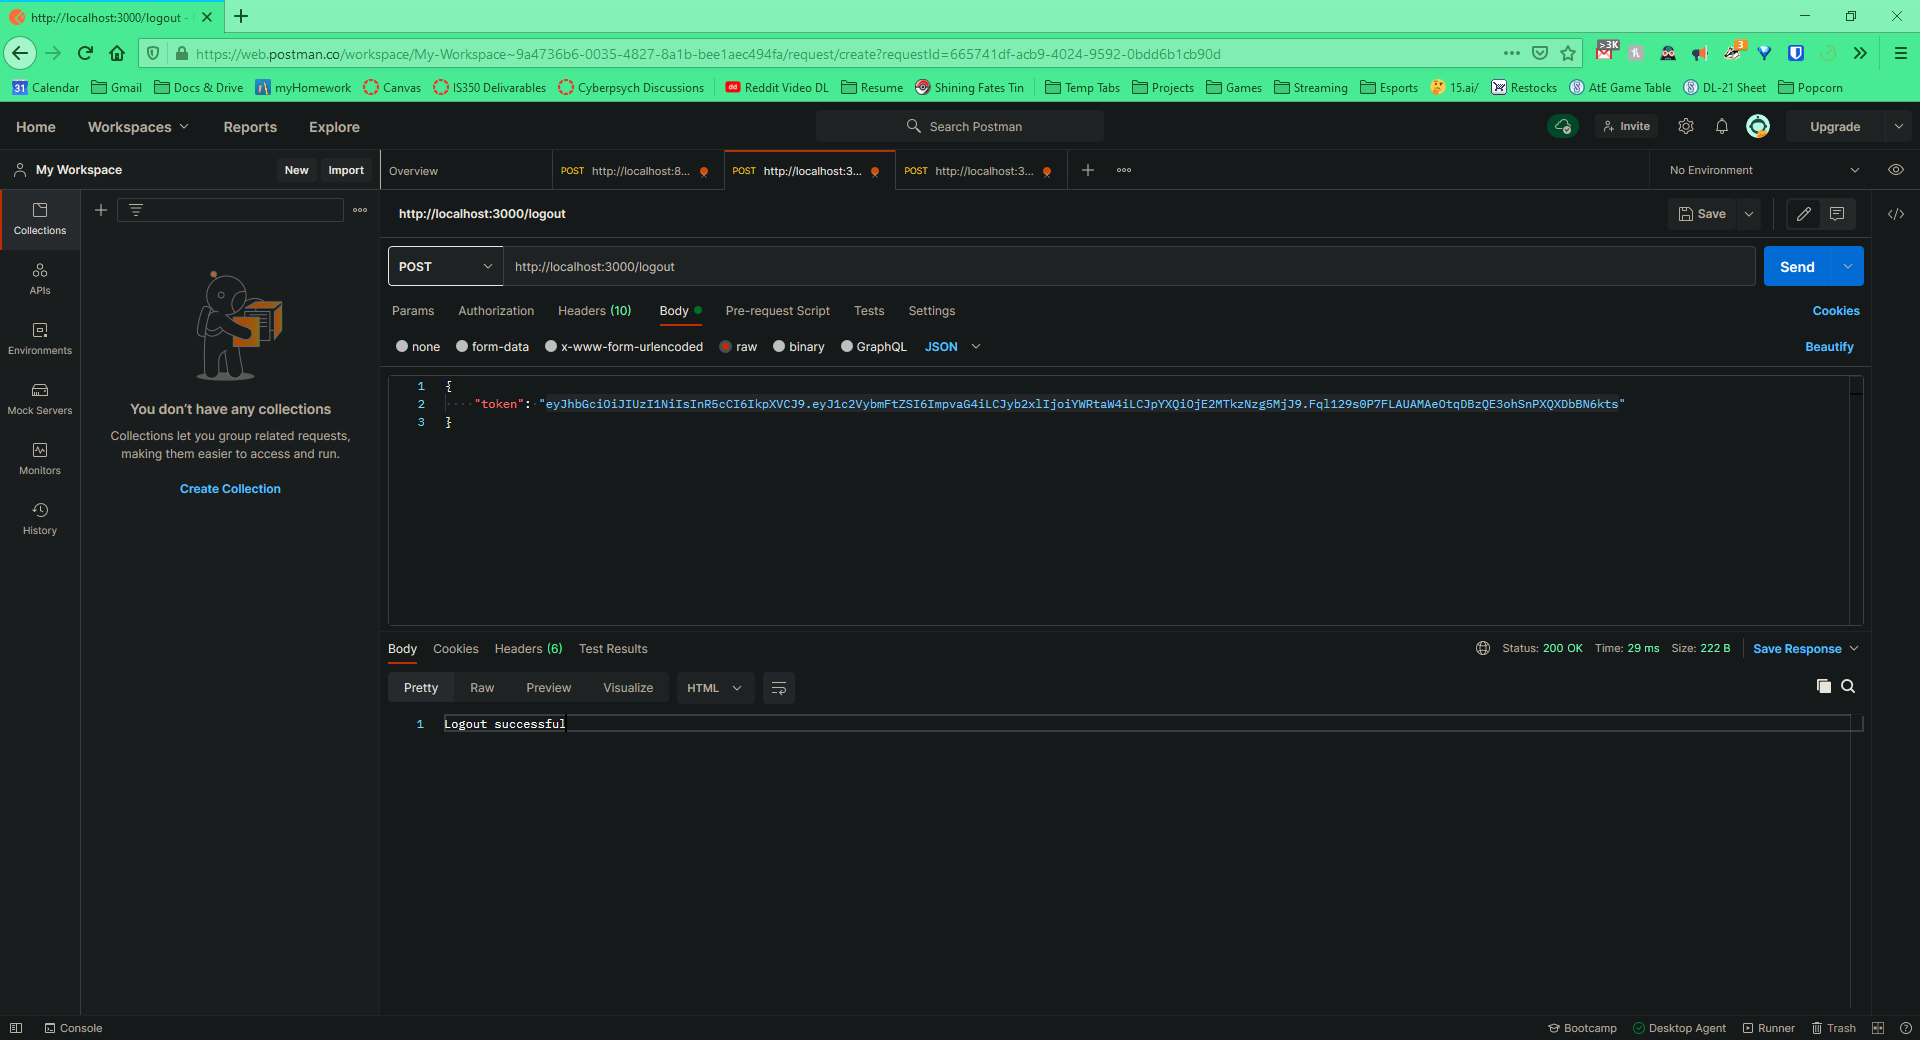 http://localhost:3000/logout -
https://web.postman.co/workspace/My-Workspace~9a4736b6-0035-4827-8a1b-bee1aec494fa/request/create?requestId=665741df-acb9-4024-9592-0bdd6b1cb90d
>3K
3
31 Calendar Gmail Docs & Drive myHomework Canvas IS350 Delivarables Cyberpsych Discussions dd Reddit Video DL Resume Shining Fates Tin Temp Tabs Projects Games Streaming Esports 15.ai/ Restocks AtE Game Table DL-21 Sheet Popcorn
Home Workspaces Reports Explore Search Postman Invite Upgrade
My Workspace New Import Overview POST http://localhost:8... POST http://localhost:3... POST http://localhost:3... No Environment
http://localhost:3000/logout Save
Collections
POST http://localhost:3000/logout Send
APIs
Params Authorization Headers (10) Body Pre-request Script Tests Settings Cookies
Environments
none form-data x-www-form-urlencoded raw binary GraphQL JSON Beautify
Mock Servers
Monitors
History
You don't have any collections
Collections let you group related requests,
making them easier to access and run.
Create Collection
1 {
2 "token": "eyJhbGciOiJIUzI1NiIsInR5cCI6IkpXVCJ9.eyJ1c2VybmFtZSI6ImpvaG4iLCJyb2xlIjoiYWRtaW4iLCJpYXQiOjE2MTkzNzg5MjJ9.Fql129s0P7FLAUAMAeOtqDBzQE3ohSnPXQXDbBN6kts"
3 }
Body Cookies Headers (6) Test Results Status: 200 OK Time: 29 ms Size: 222 B Save Response
Pretty Raw Preview Visualize HTML
1 Logout successful
Console Bootcamp Desktop Agent Runner Trash